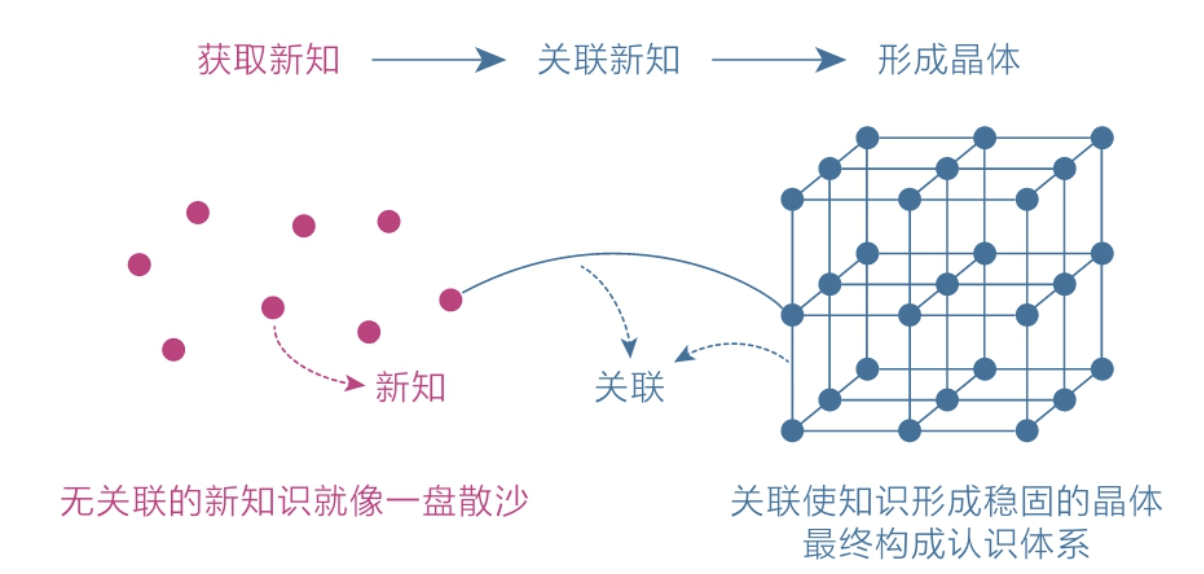 获取新知
关联新知
形成晶体
新知
关联
无关联的新知识就像一盘散沙
关联使知识形成稳固的晶体
最终构成认识体系